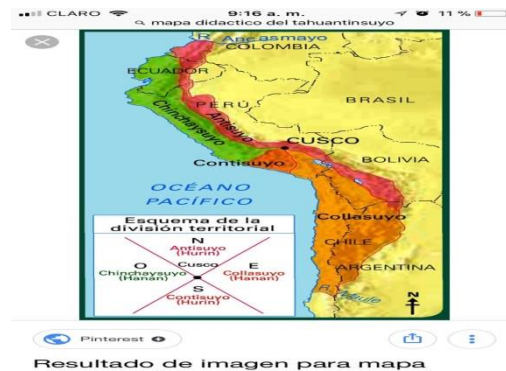 CLARO 9:16 a. m. 11 %
mapa didactico del tahuantinsuyo
R. Ancasmayo
COLOMBIA
ECUADOR
PERÚ
BRASIL
Chinchaysuyo
Antisuyo
CUSCO
Contisuyo
BOLIVIA
OCÉANO
PACÍFICO
Collasuyo
CHILE
ARGENTINA
R. Maule
N
Esquema de la
división territorial
N
Antisuyo
(Hurin)
O Cusco E
Chinchaysuyo Collasuyo
(Hanan) (Hanan)
S
Contisuyo
(Hurin)
Pinterest
Resultado de imagen para mapa